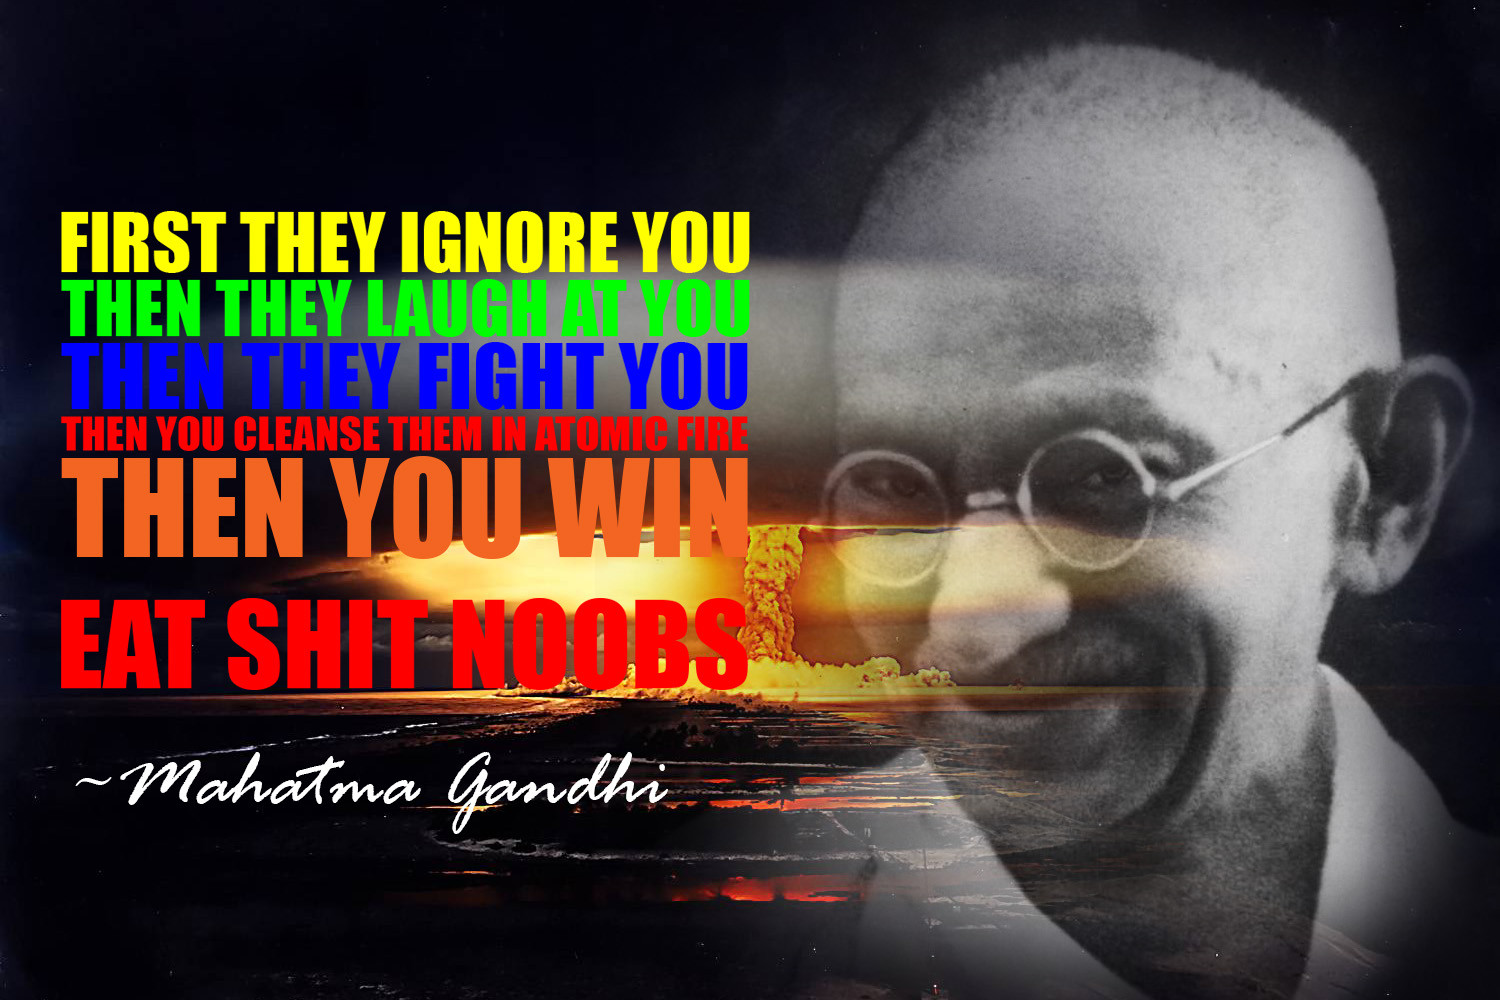 FIRST THEY IGNORE YOU
THEN THEY LAUGH AT YOU
THEN THEY FIGHT YOU
THEN YOU CLEANSE THEM IN ATOMIC FIRE
THEN YOU WIN
EAT SHIT NOOBS
~Mahatma Gandhi